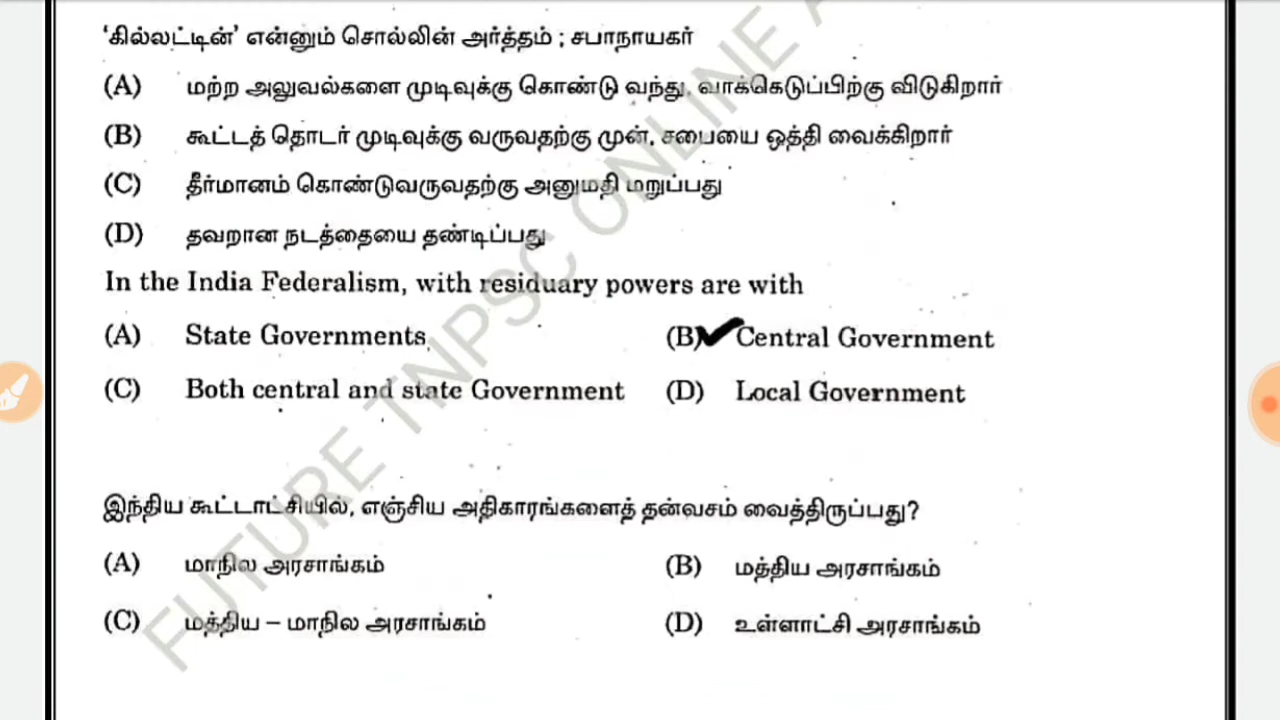 ‘கில்லட்டின்’ என்னும் சொல்லின் அர்த்தம் ; சபாநாயகர்
(A) மற்ற அலுவல்களை முடிவுக்கு கொண்டு வந்து, வாக்கெடுப்பிற்கு விடுகிறார்
(B) கூட்டத் தொடர் முடிவுக்கு வருவதற்கு முன், சபையை ஒத்தி வைக்கிறார்
(C) தீர்மானம் கொண்டுவருவதற்கு அனுமதி மறுப்பது
(D) தவறான நடத்தையை தண்டிப்பது
In the India Federalism, with residuary powers are with
(A) State Governments (B) Central Government
(C) Both central and state Government (D) Local Government
இந்திய கூட்டாட்சியில், எஞ்சிய அதிகாரங்களைத் தன்வசம் வைத்திருப்பது?
(A) மாநில அரசாங்கம் (B) மத்திய அரசாங்கம்
(C) மத்திய – மாநில அரசாங்கம் (D) உள்ளாட்சி அரசாங்கம்
FUTURE TNPSC ONLINE